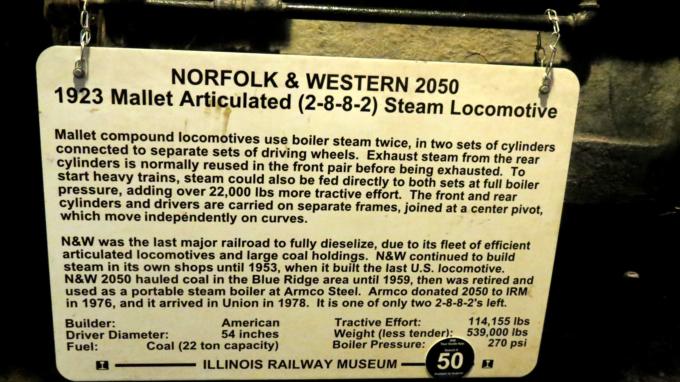 NORFOLK & WESTERN 2050
1923 Mallet Articulated (2-8-8-2) Steam Locomotive
Mallet compound locomotives use boiler steam twice, in two sets of cylinders
connected to separate sets of driving wheels. Exhaust steam from the rear
cylinders is normally reused in the front pair before being exhausted. To
start heavy trains, steam could also be fed directly to both sets at full boiler
pressure, adding over 22,000 lbs more tractive effort. The front and rear
cylinders and drivers are carried on separate frames, joined at a center pivot,
which move independently on curves.
N&W was the last major railroad to fully dieselize, due to its fleet of efficient
articulated locomotives and large coal holdings. N&W continued to build
steam in its own shops until 1953, when it built the last U.S. locomotive.
N&W 2050 hauled coal in the Blue Ridge area until 1959, then was retired and
used as a portable steam boiler at Armco Steel. Armco donated 2050 to IRM
in 1976, and it arrived in Union in 1978. It is one of only two 2-8-8-2's left.
Builder: American Tractive Effort: 114,155 lbs
Driver Diameter: 54 inches Weight (less tender): 539,000 lbs
Fuel: Coal (22 ton capacity) Boiler Pressure: 270 psi
ILLINOIS RAILWAY MUSEUM
50